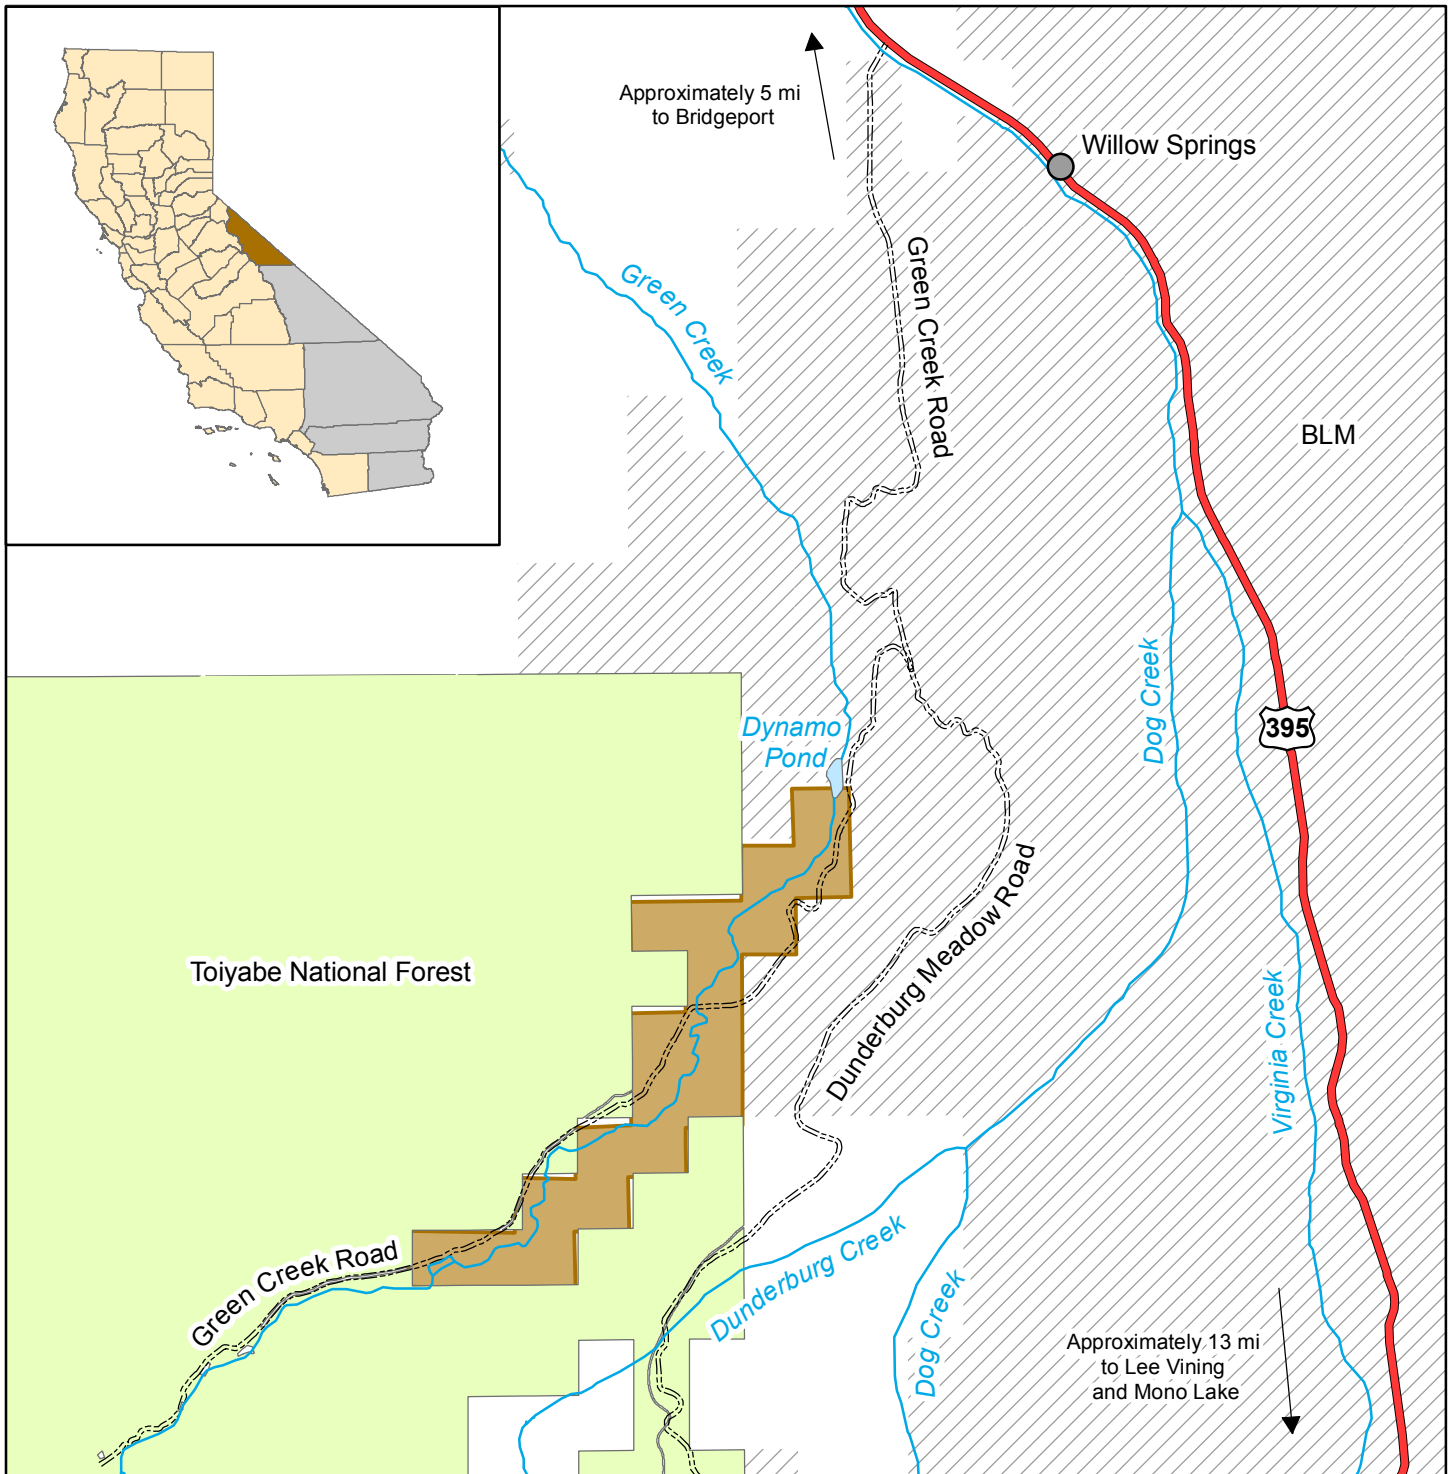 Approximately 5 mi
to Bridgeport
Willow Springs
Green Creek
Green Creek Road
BLM
Dog Creek
395
Dynamo
Pond
Dunderburg Meadow Road
Toiyabe National Forest
Virginia Creek
Green Creek Road
Dunderburg Creek
Dog Creek
Approximately 13 mi
to Lee Vining
and Mono Lake